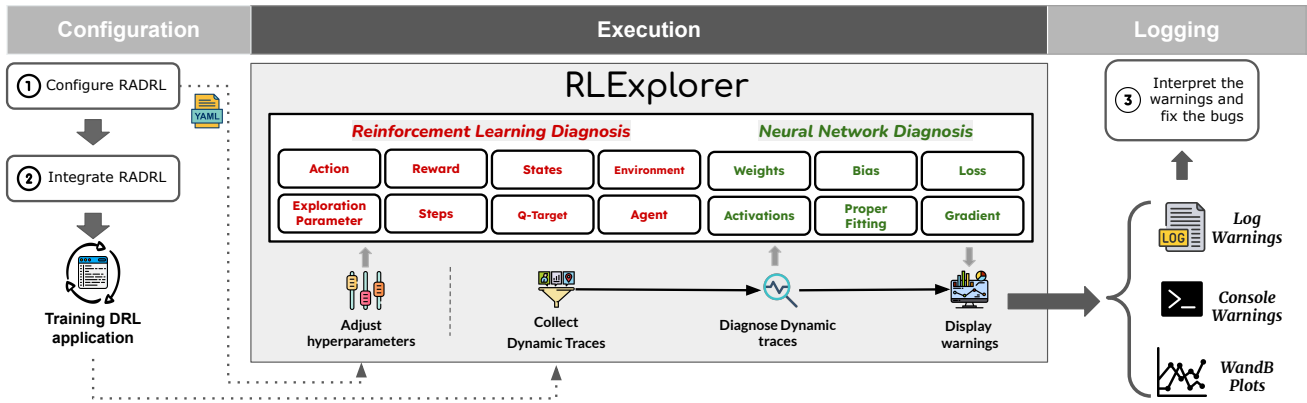 Configuration
Execution
Logging
1 Configure RADRL
YAML
2 Integrate RADRL
Training DRL
application
RLExplorer
Reinforcement Learning Diagnosis
Neural Network Diagnosis
Action
Reward
States
Environment
Weights
Bias
Loss
Exploration
Parameter
Steps
Q-Target
Agent
Activations
Proper
Fitting
Gradient
Adjust
hyperparameters
Collect
Dynamic Traces
Diagnose Dynamic
traces
Display
warnings
3 Interpret the
warnings and
fix the bugs
LOG
Log
Warnings
Console
Warnings
WandB
Plots